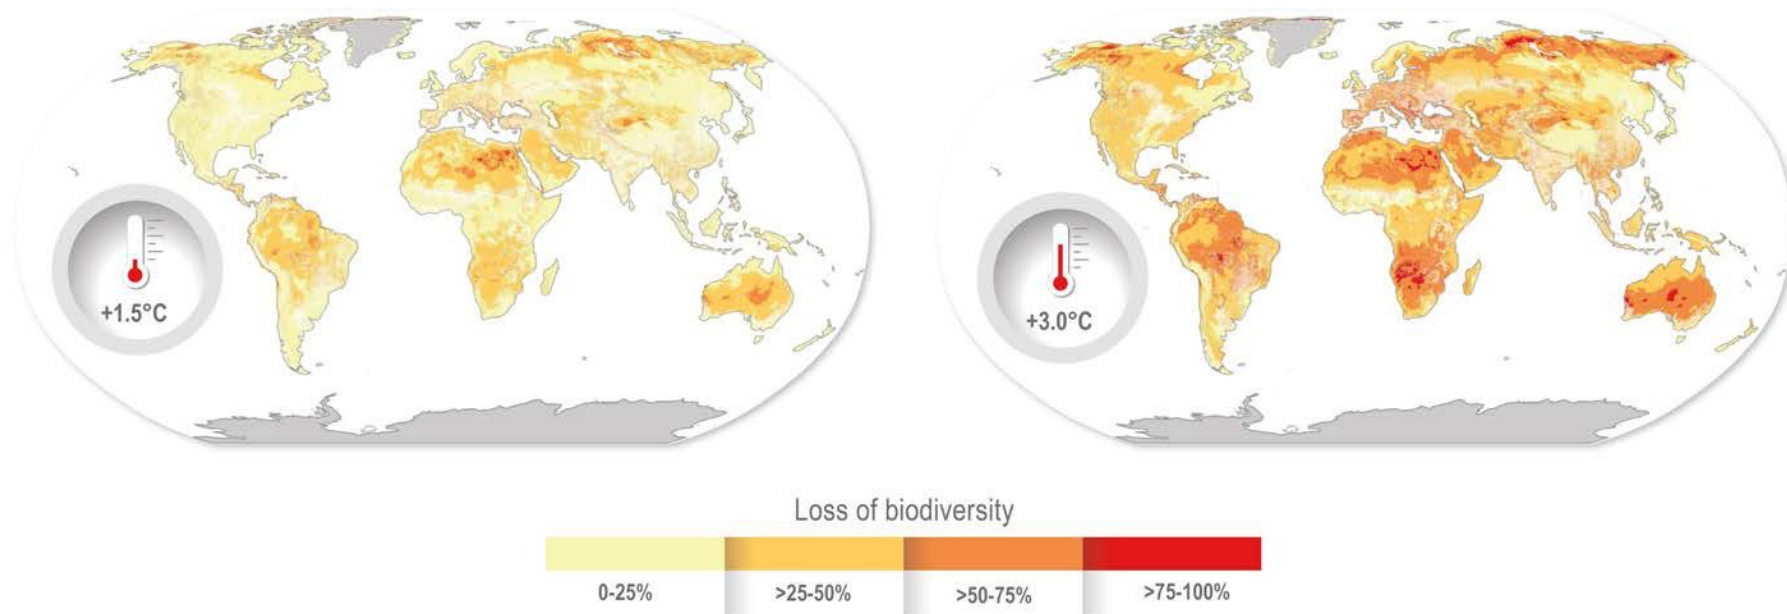 +1.5°C
+3.0°C
Loss of biodiversity
0-25%
>25-50%
>50-75%
>75-100%